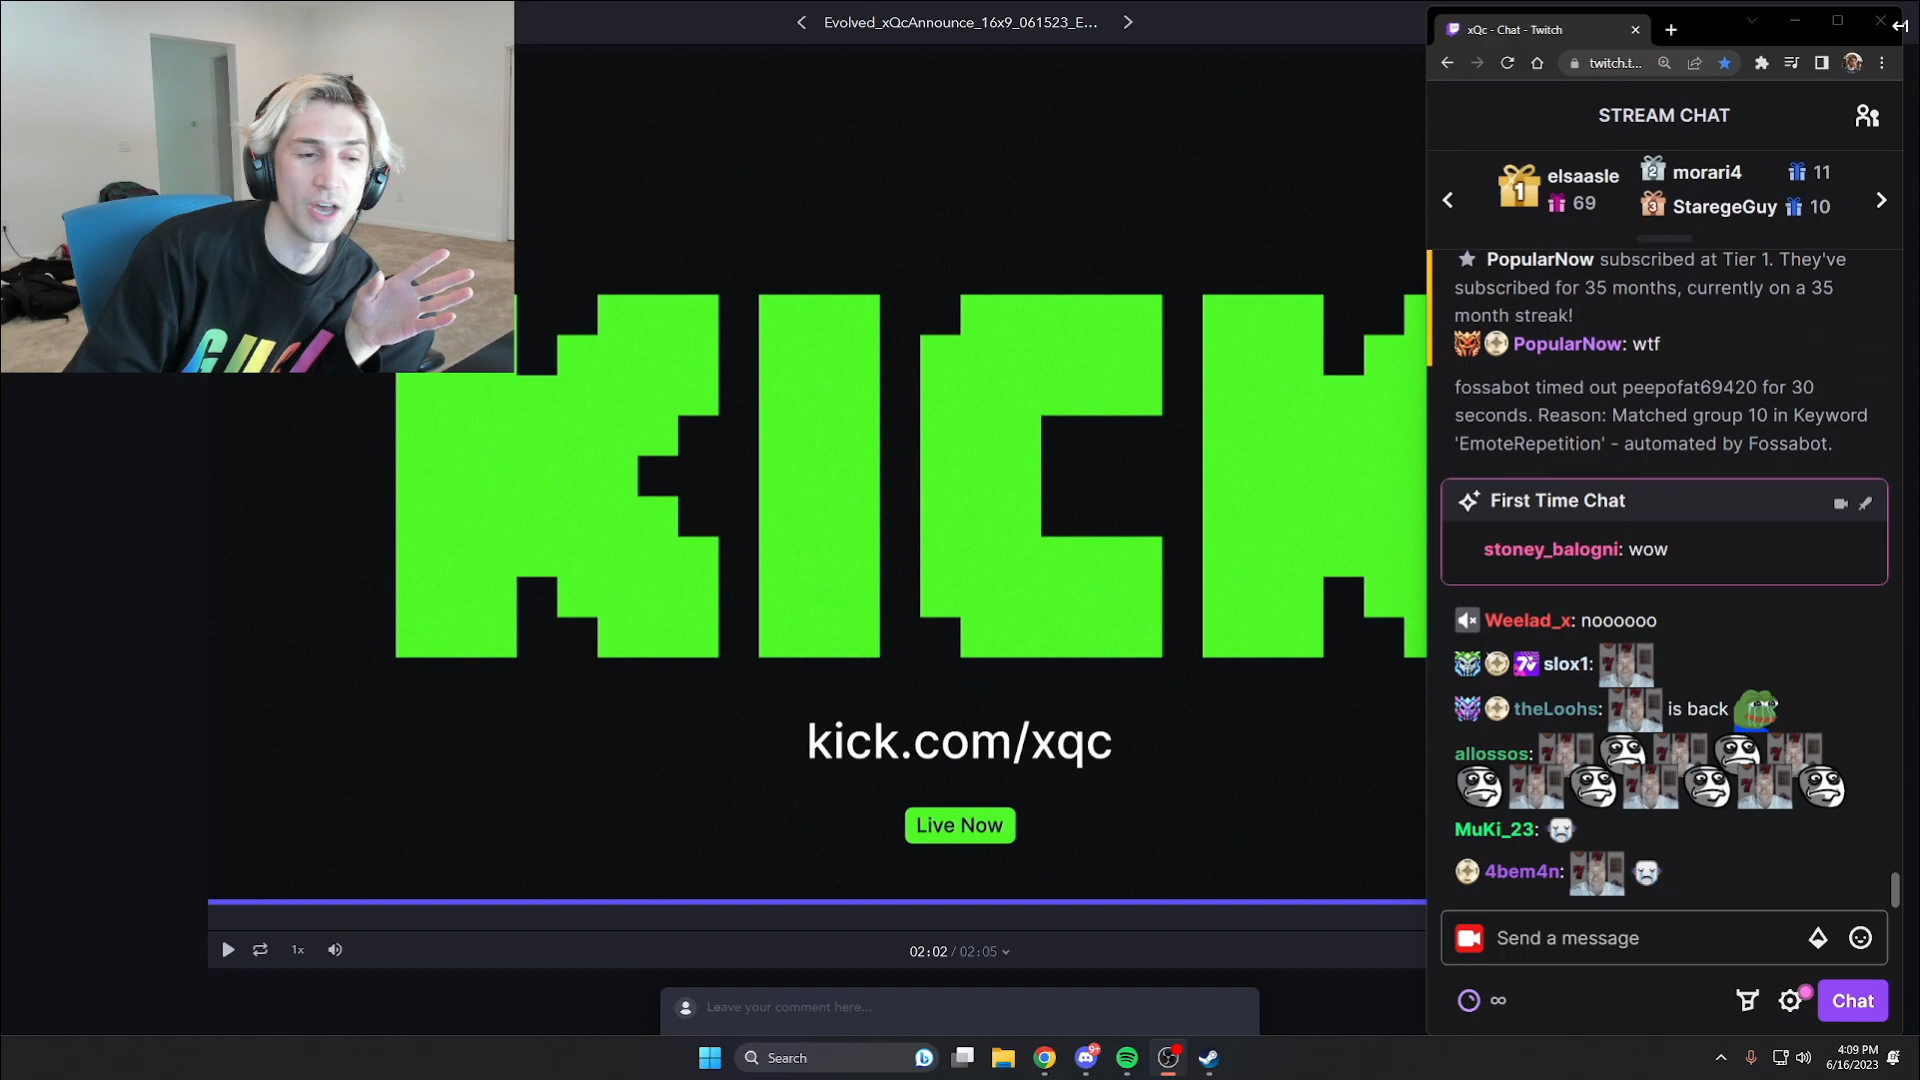 Evolved_xQcAnnounce_16x9_061523_E...
KICK
kick.com/xqc
Live Now
1x
02:02 / 02:05
Leave your comment here...
xQc - Chat - Twitch
twitch.t...
STREAM CHAT
1 elsaasle 69
2 morari4 11
3 StaregeGuy 10
PopularNow subscribed at Tier 1. They've
subscribed for 35 months, currently on a 35
month streak!
PopularNow: wtf
fossabot timed out peepofat69420 for 30
seconds. Reason: Matched group 10 in Keyword
'EmoteRepetition' - automated by Fossabot.
First Time Chat
stoney_balogni: wow
Weelad_x: noooooo
slox1:
theLoohs: is back
allossos:
MuKi_23:
4bem4n:
Send a message
∞
Chat
Search
9+
4:09 PM
6/16/2023